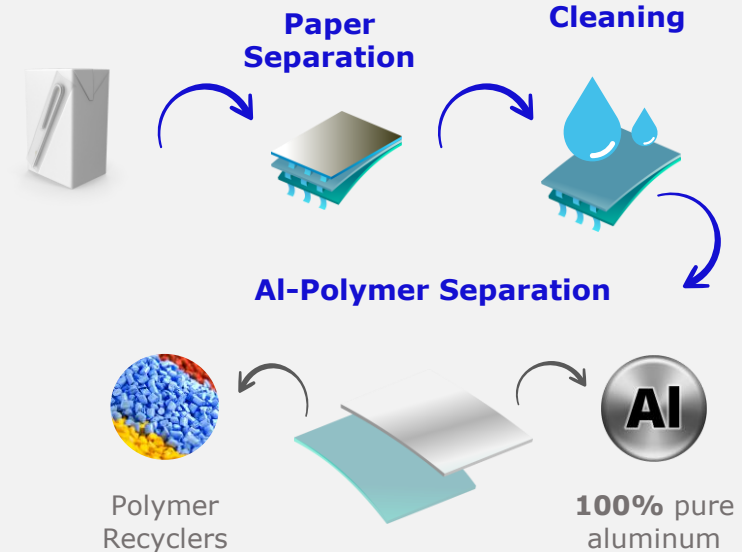 Paper
Separation
Cleaning
Al-Polymer Separation
Al
Polymer
Recyclers
100% pure
aluminum